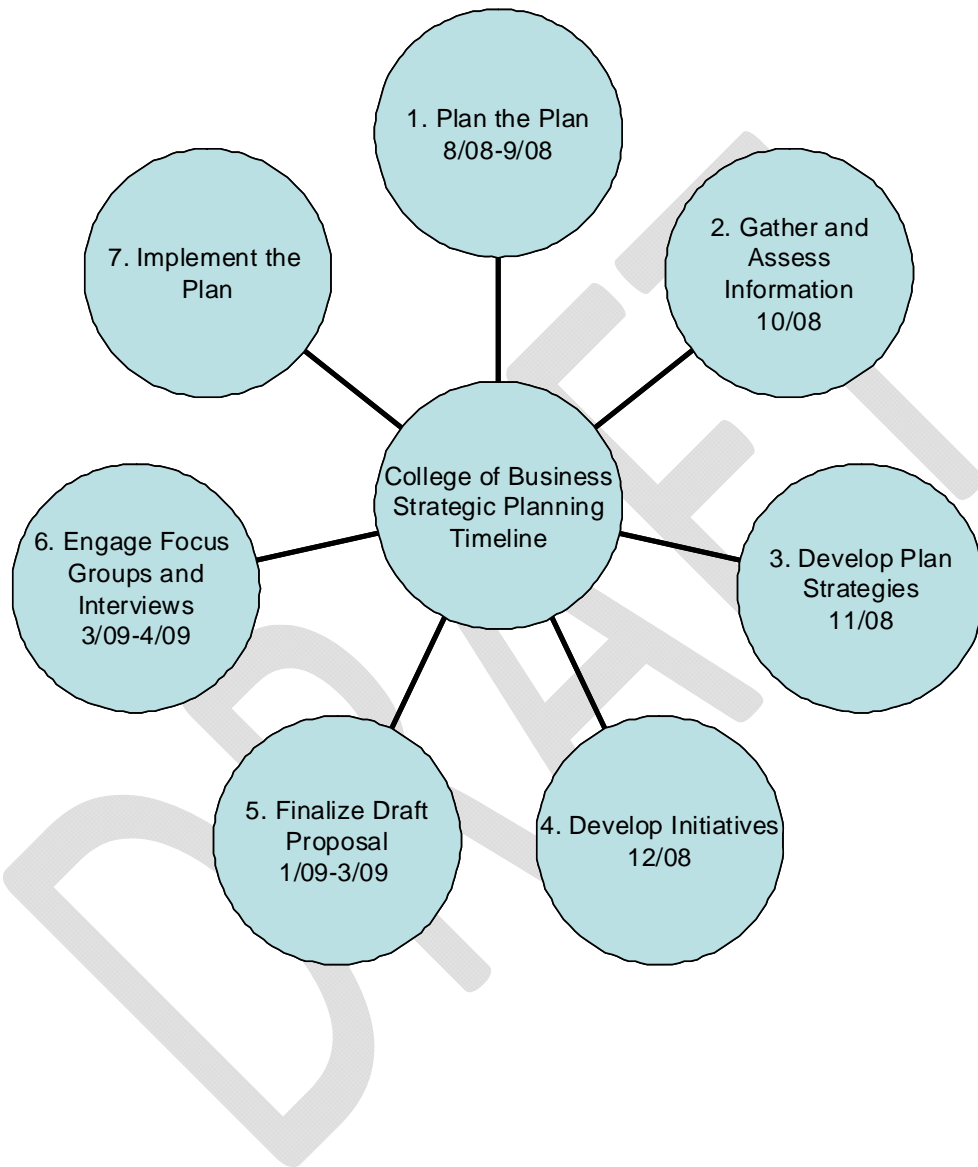 1. Plan the Plan
8/08-9/08
2. Gather and
Assess
Information
10/08
3. Develop Plan
Strategies
11/08
4. Develop Initiatives
12/08
5. Finalize Draft
Proposal
1/09-3/09
6. Engage Focus
Groups and
Interviews
3/09-4/09
7. Implement the
Plan
College of Business
Strategic Planning
Timeline
DRAFT